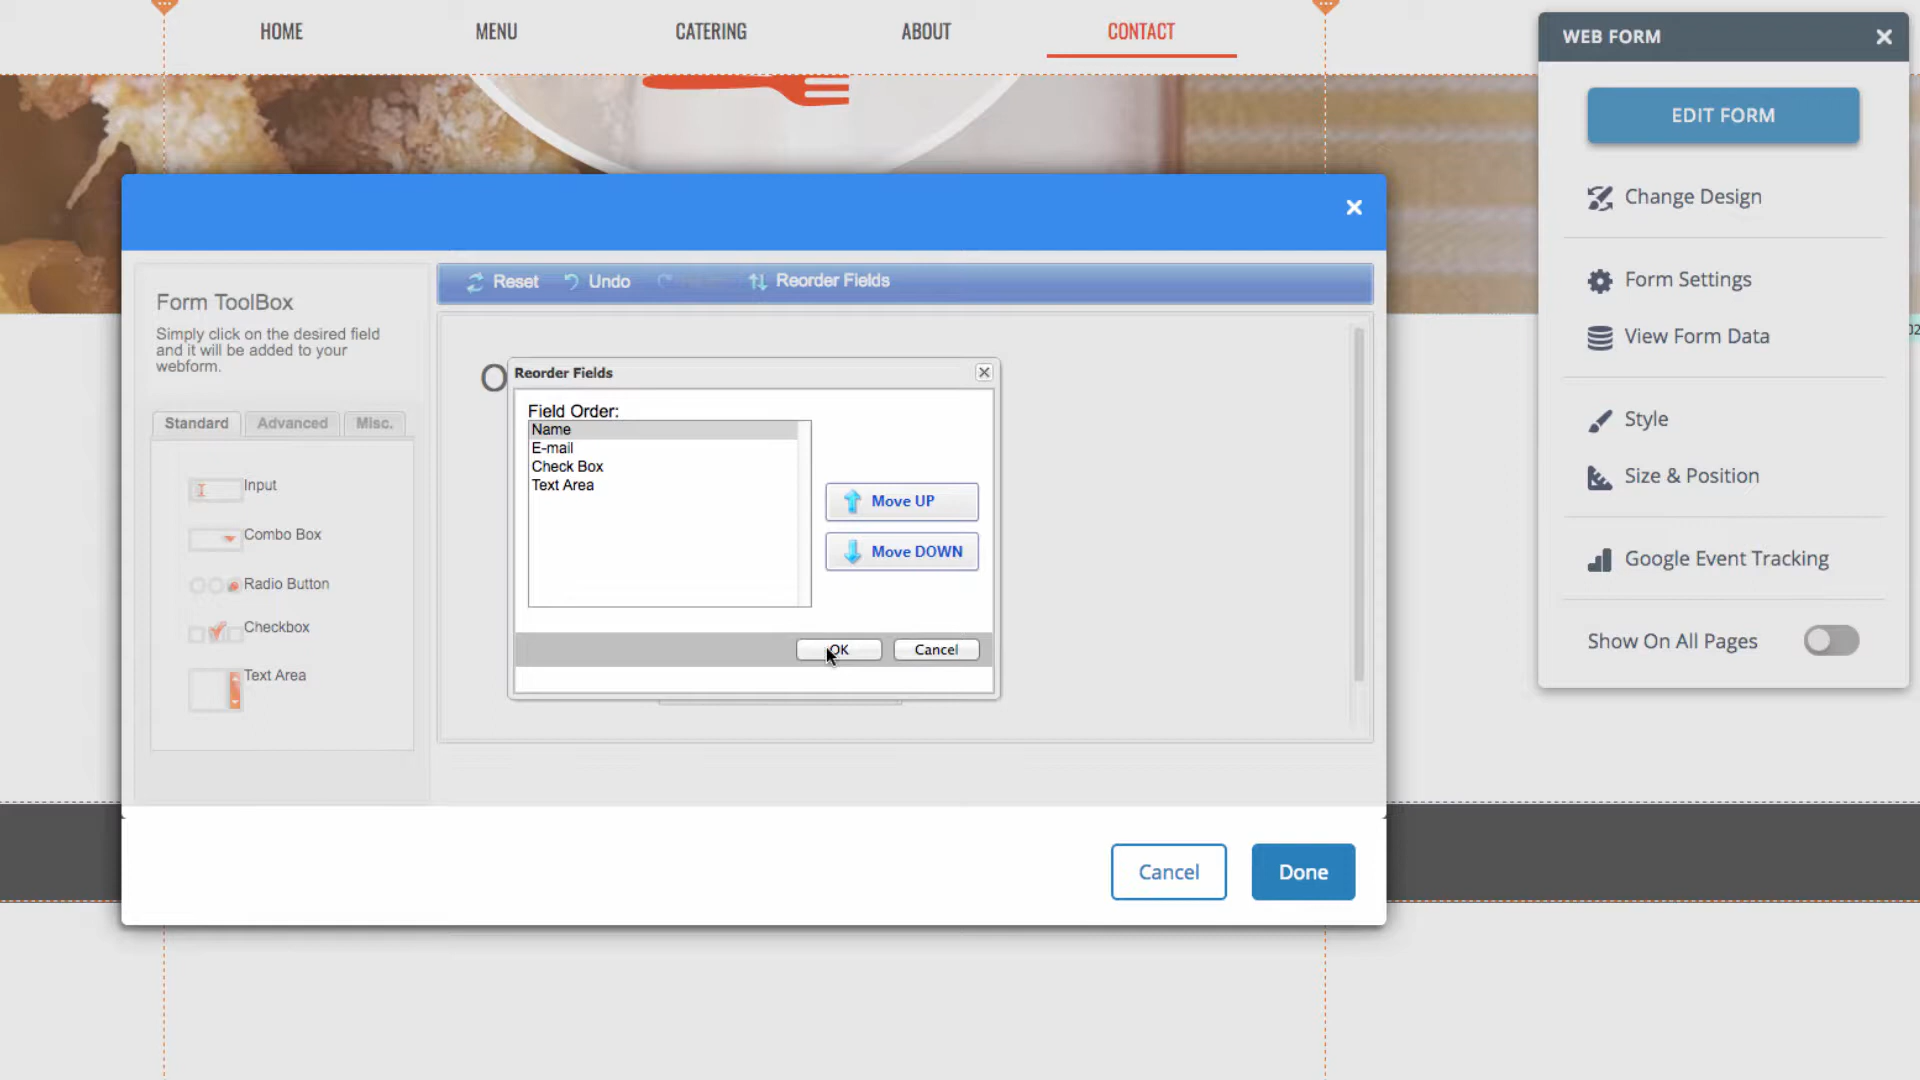 HOME
MENU
CATERING
ABOUT
CONTACT
WEB FORM
EDIT FORM
Change Design
Form Settings
View Form Data
Style
Size & Position
Google Event Tracking
Show On All Pages
Reset
Undo
Reorder Fields
Form ToolBox
Simply click on the desired field
and it will be added to your
webform.
Standard
Advanced
Misc.
Input
Combo Box
Radio Button
Checkbox
Text Area
O
Reorder Fields
Field Order:
Name
E-mail
Check Box
Text Area
Move UP
Move DOWN
OK
Cancel
Cancel
Done